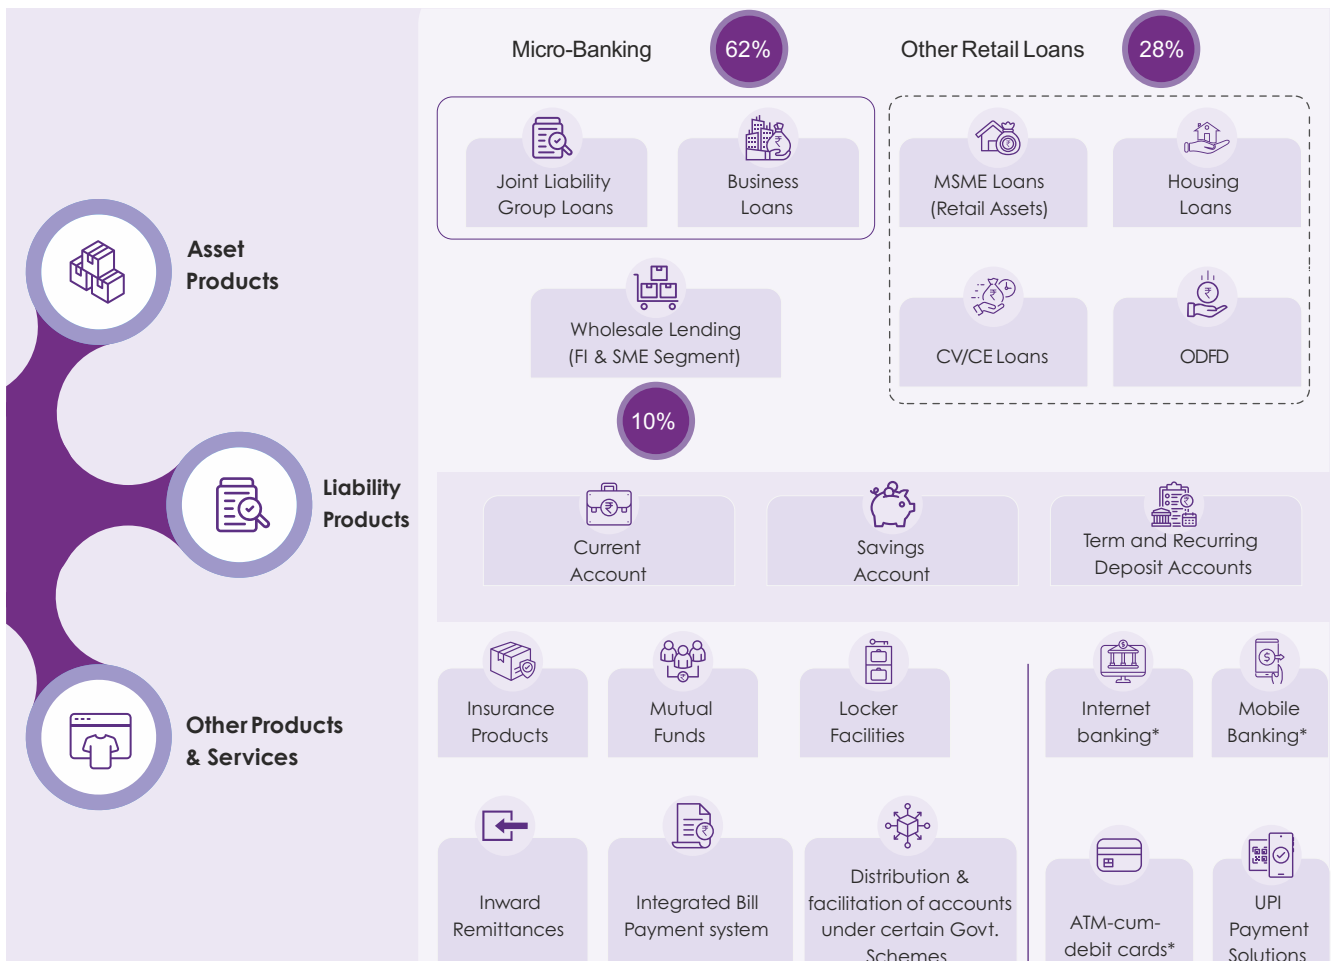 Micro-Banking
62%
Other Retail Loans
28%
Joint Liability
Group Loans
Business
Loans
MSME Loans
(Retail Assets)
Housing
Loans
Asset
Products
Wholesale Lending
(FI & SME Segment)
CV/CE Loans
ODFD
10%
Liability
Products
Current
Account
Savings
Account
Term and Recurring
Deposit Accounts
Other Products
& Services
Insurance
Products
Mutual
Funds
Locker
Facilities
Internet
banking*
Mobile
Banking*
Inward
Remittances
Integrated Bill
Payment system
Distribution &
facilitation of accounts
under certain Govt.
Schemes
ATM-cum-
debit cards*
UPI
Payment
Solutions